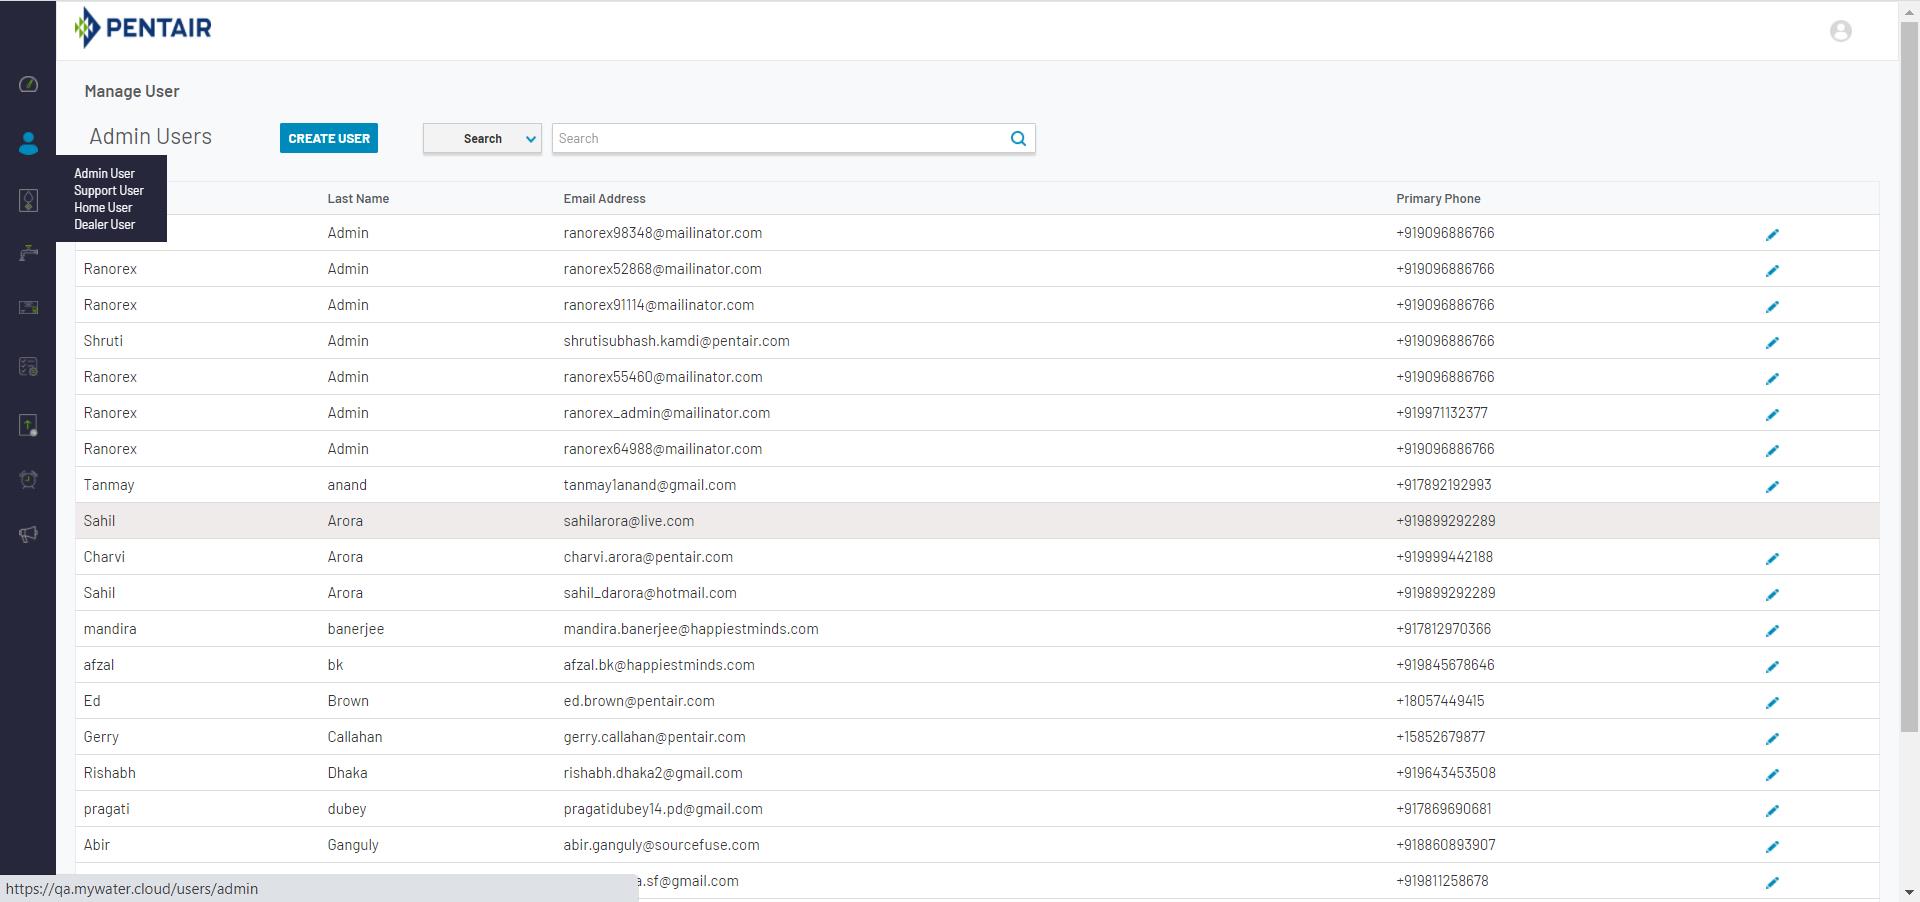 PENTAIR
Manage User
Admin Users CREATE USER Search Search
Admin User
Support User
Home User
Dealer User
Last Name Email Address Primary Phone
Admin ranorex98348@mailinator.com +919096886766
Ranorex Admin ranorex52868@mailinator.com +919096886766
Ranorex Admin ranorex91114@mailinator.com +919096886766
Shruti Admin shrutisubhash.kamdi@pentair.com +919096886766
Ranorex Admin ranorex55460@mailinator.com +919096886766
Ranorex Admin ranorex_admin@mailinator.com +919971132377
Ranorex Admin ranorex64988@mailinator.com +919096886766
Tanmay anand tanmay1anand@gmail.com +917892192993
Sahil Arora sahilarora@live.com +919899292289
Charvi Arora charvi.arora@pentair.com +919999442188
Sahil Arora sahil_darora@hotmail.com +919899292289
mandira banerjee mandira.banerjee@happiestminds.com +917812970366
afzal bk afzal.bk@happiestminds.com +919845678646
Ed Brown ed.brown@pentair.com +18057449415
Gerry Callahan gerry.callahan@pentair.com +15852679877
Rishabh Dhaka rishabh.dhaka2@gmail.com +919643453508
pragati dubey pragatidubey14.pd@gmail.com +917869690681
Abir Ganguly abir.ganguly@sourcefuse.com +918860893907
a.sf@gmail.com +919811258678
https://qa.mywater.cloud/users/admin